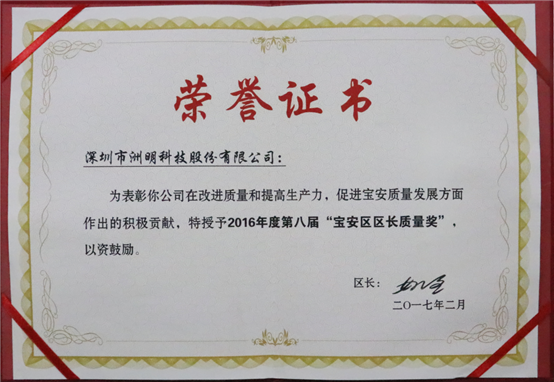 荣誉证书
深圳市洲明科技股份有限公司：
为表彰你公司在改进质量和提高生产力，促进宝安质量发展方面
作出的积极贡献，特授予2016年度第八届“宝安区区长质量奖”，
以资鼓励。
区长：
二〇一七年二月